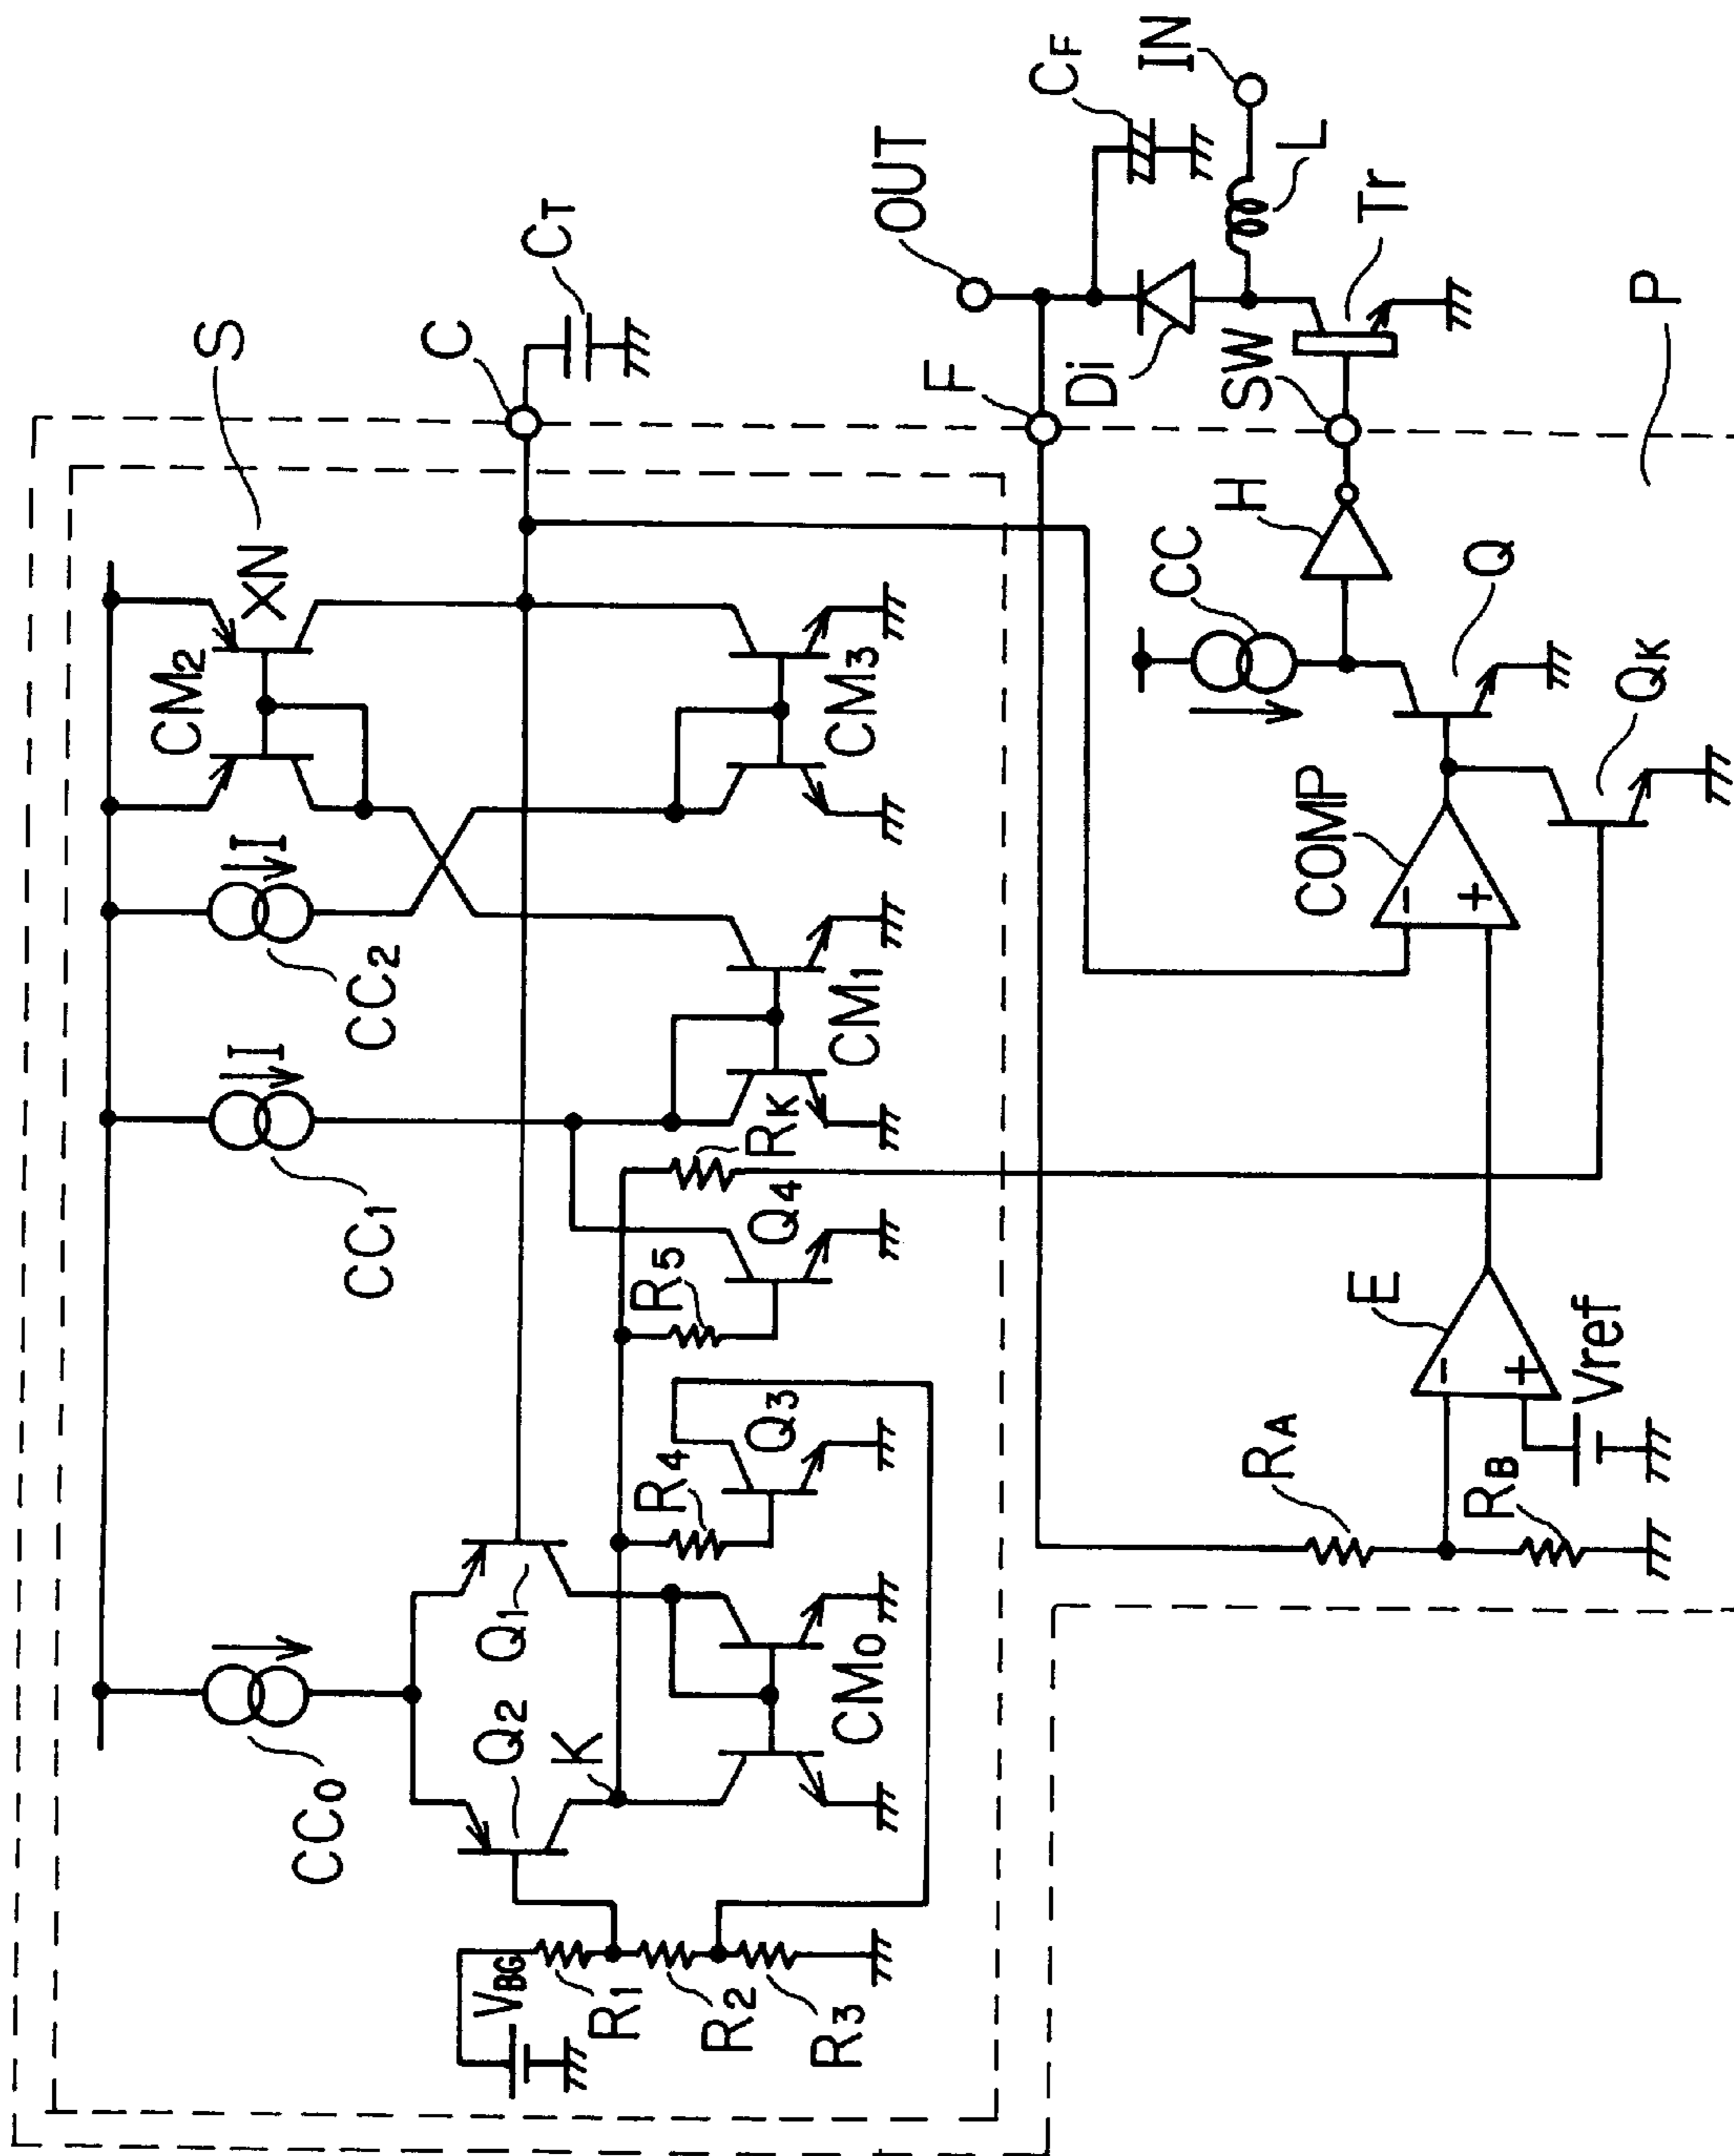 S
XN
CM2
I
CC2
I
CC1
CC0
C
CT
CM3
CM1
RK
Q4
R5
Q3
R4
Q1
Q2
K
CM0
VBG
R1
R2
R3
OUT
CF
IN
F
Di
L
SW
Tr
H
CC
Q
QK
P
COMP
-
+
E
-
+
Vref
RA
RB